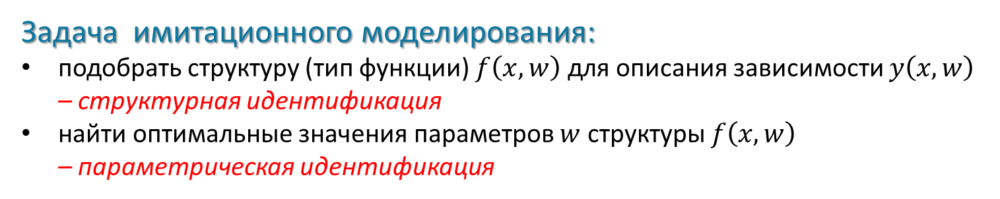 Задача имитационного моделирования:
• подобрать структуру (тип функции) f(x, w) для описания зависимости y(x, w)
– структурная идентификация
• найти оптимальные значения параметров w структуры f(x, w)
– параметрическая идентификация